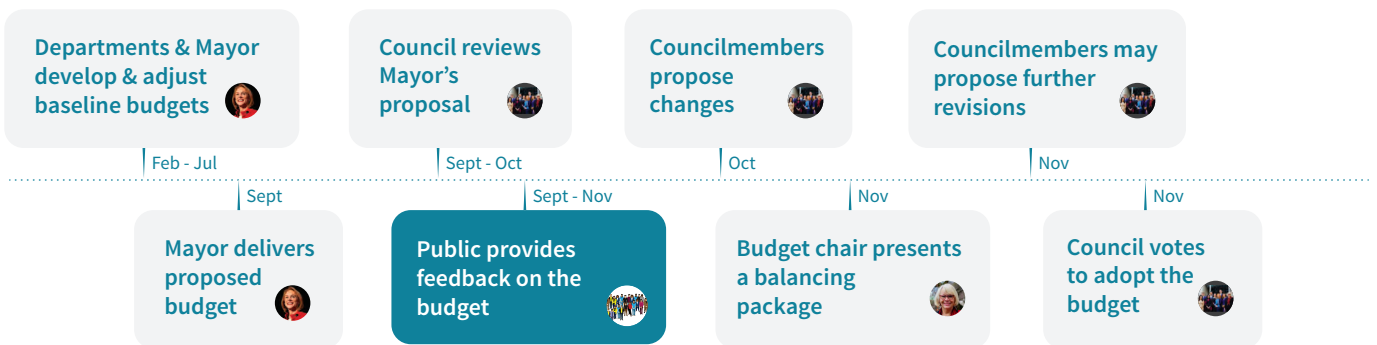 Departments & Mayor
develop & adjust
baseline budgets
Feb - Jul
Sept
Mayor delivers
proposed
budget
Council reviews
Mayor’s
proposal
Sept - Oct
Sept - Nov
Public provides
feedback on the
budget
Councilmembers
propose
changes
Oct
Nov
Budget chair presents
a balancing
package
Councilmembers may
propose further
revisions
Nov
Nov
Council votes
to adopt the
budget